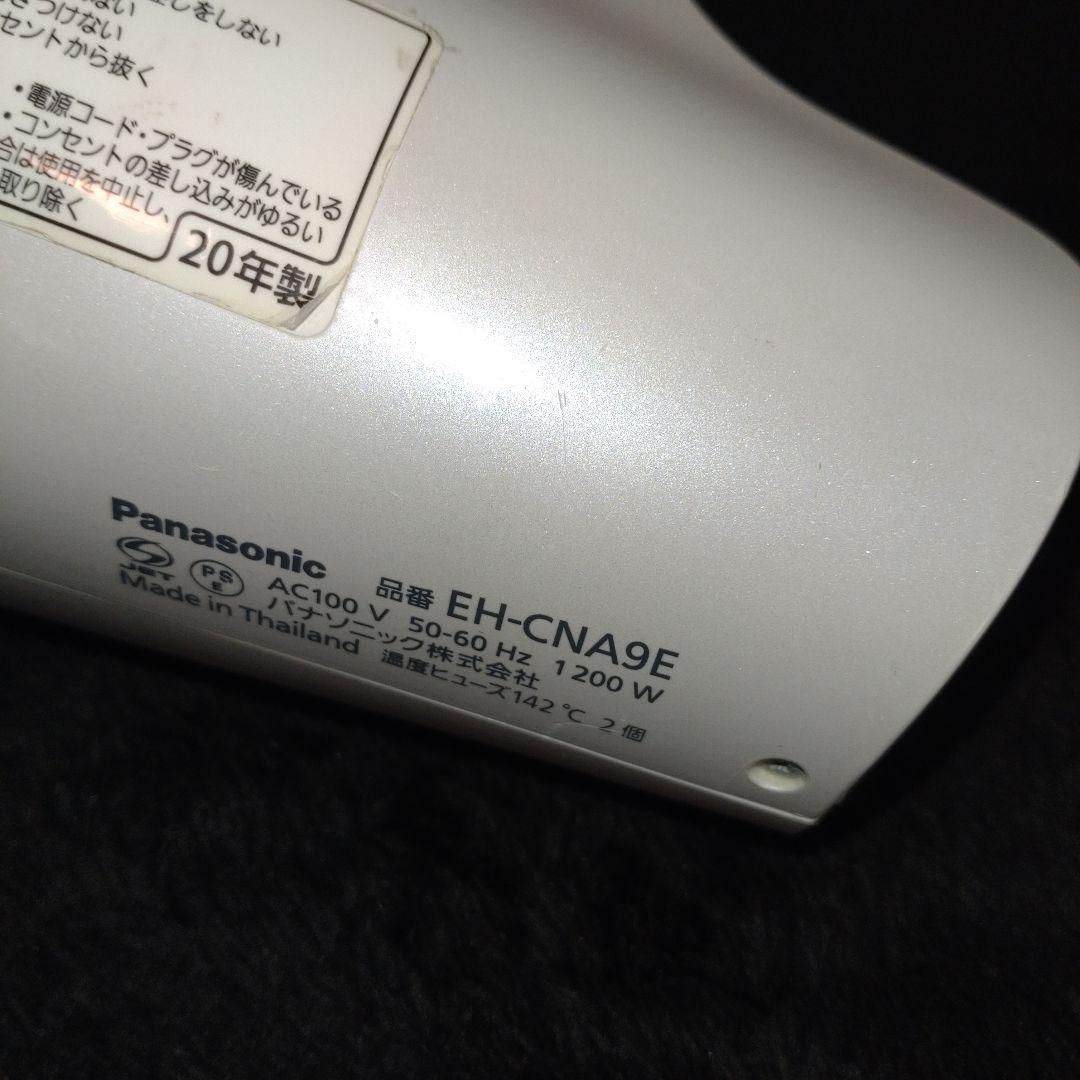 しをしない
つけない
セントから抜く
・電源コード・プラグが傷んでいる
・コンセントの差し込みがゆるい
合は使用を中止し、
取り除く
20年製
Panasonic
JET
PS
E
品番 EH-CNA9E
AC100 V 50-60 Hz 1200 W
パナソニック株式会社
Made in Thailand 温度ヒューズ142 ℃ 2個